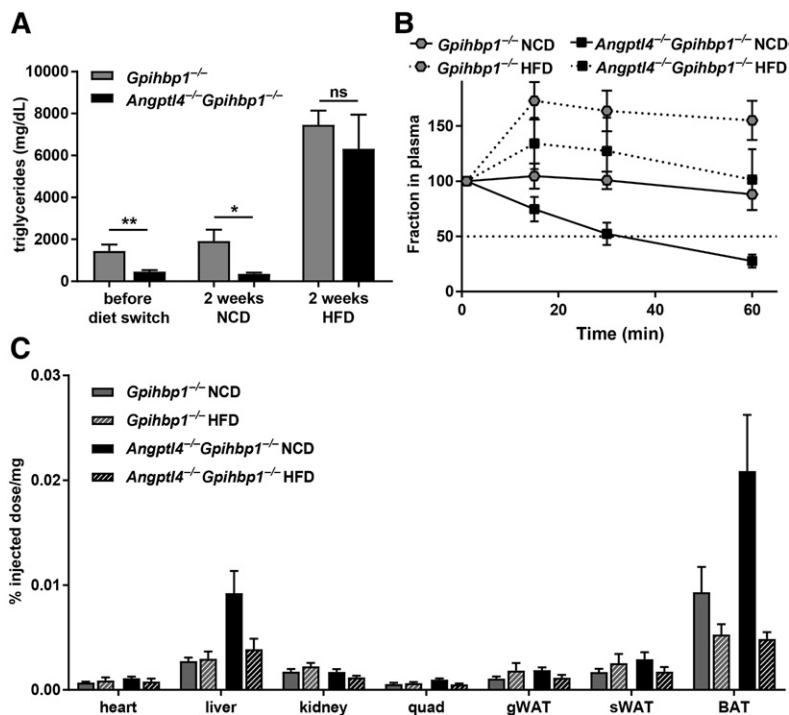 A
triglycerides (mg/dL)
10000
8000
6000
4000
2000
0
Gpihbp1−/−
Angptl4−/−Gpihbp1−/−
**
*
ns
before diet switch
2 weeks NCD
2 weeks HFD
B
Gpihbp1−/− NCD
Gpihbp1−/− HFD
Angptl4−/−Gpihbp1−/− NCD
Angptl4−/−Gpihbp1−/− HFD
Fraction in plasma
150
100
50
0
0 20 40 60
Time (min)
C
% injected dose/mg
0.03
0.02
0.01
0.00
Gpihbp1−/− NCD
Gpihbp1−/− HFD
Angptl4−/−Gpihbp1−/− NCD
Angptl4−/−Gpihbp1−/− HFD
heart liver kidney quad gWAT sWAT BAT